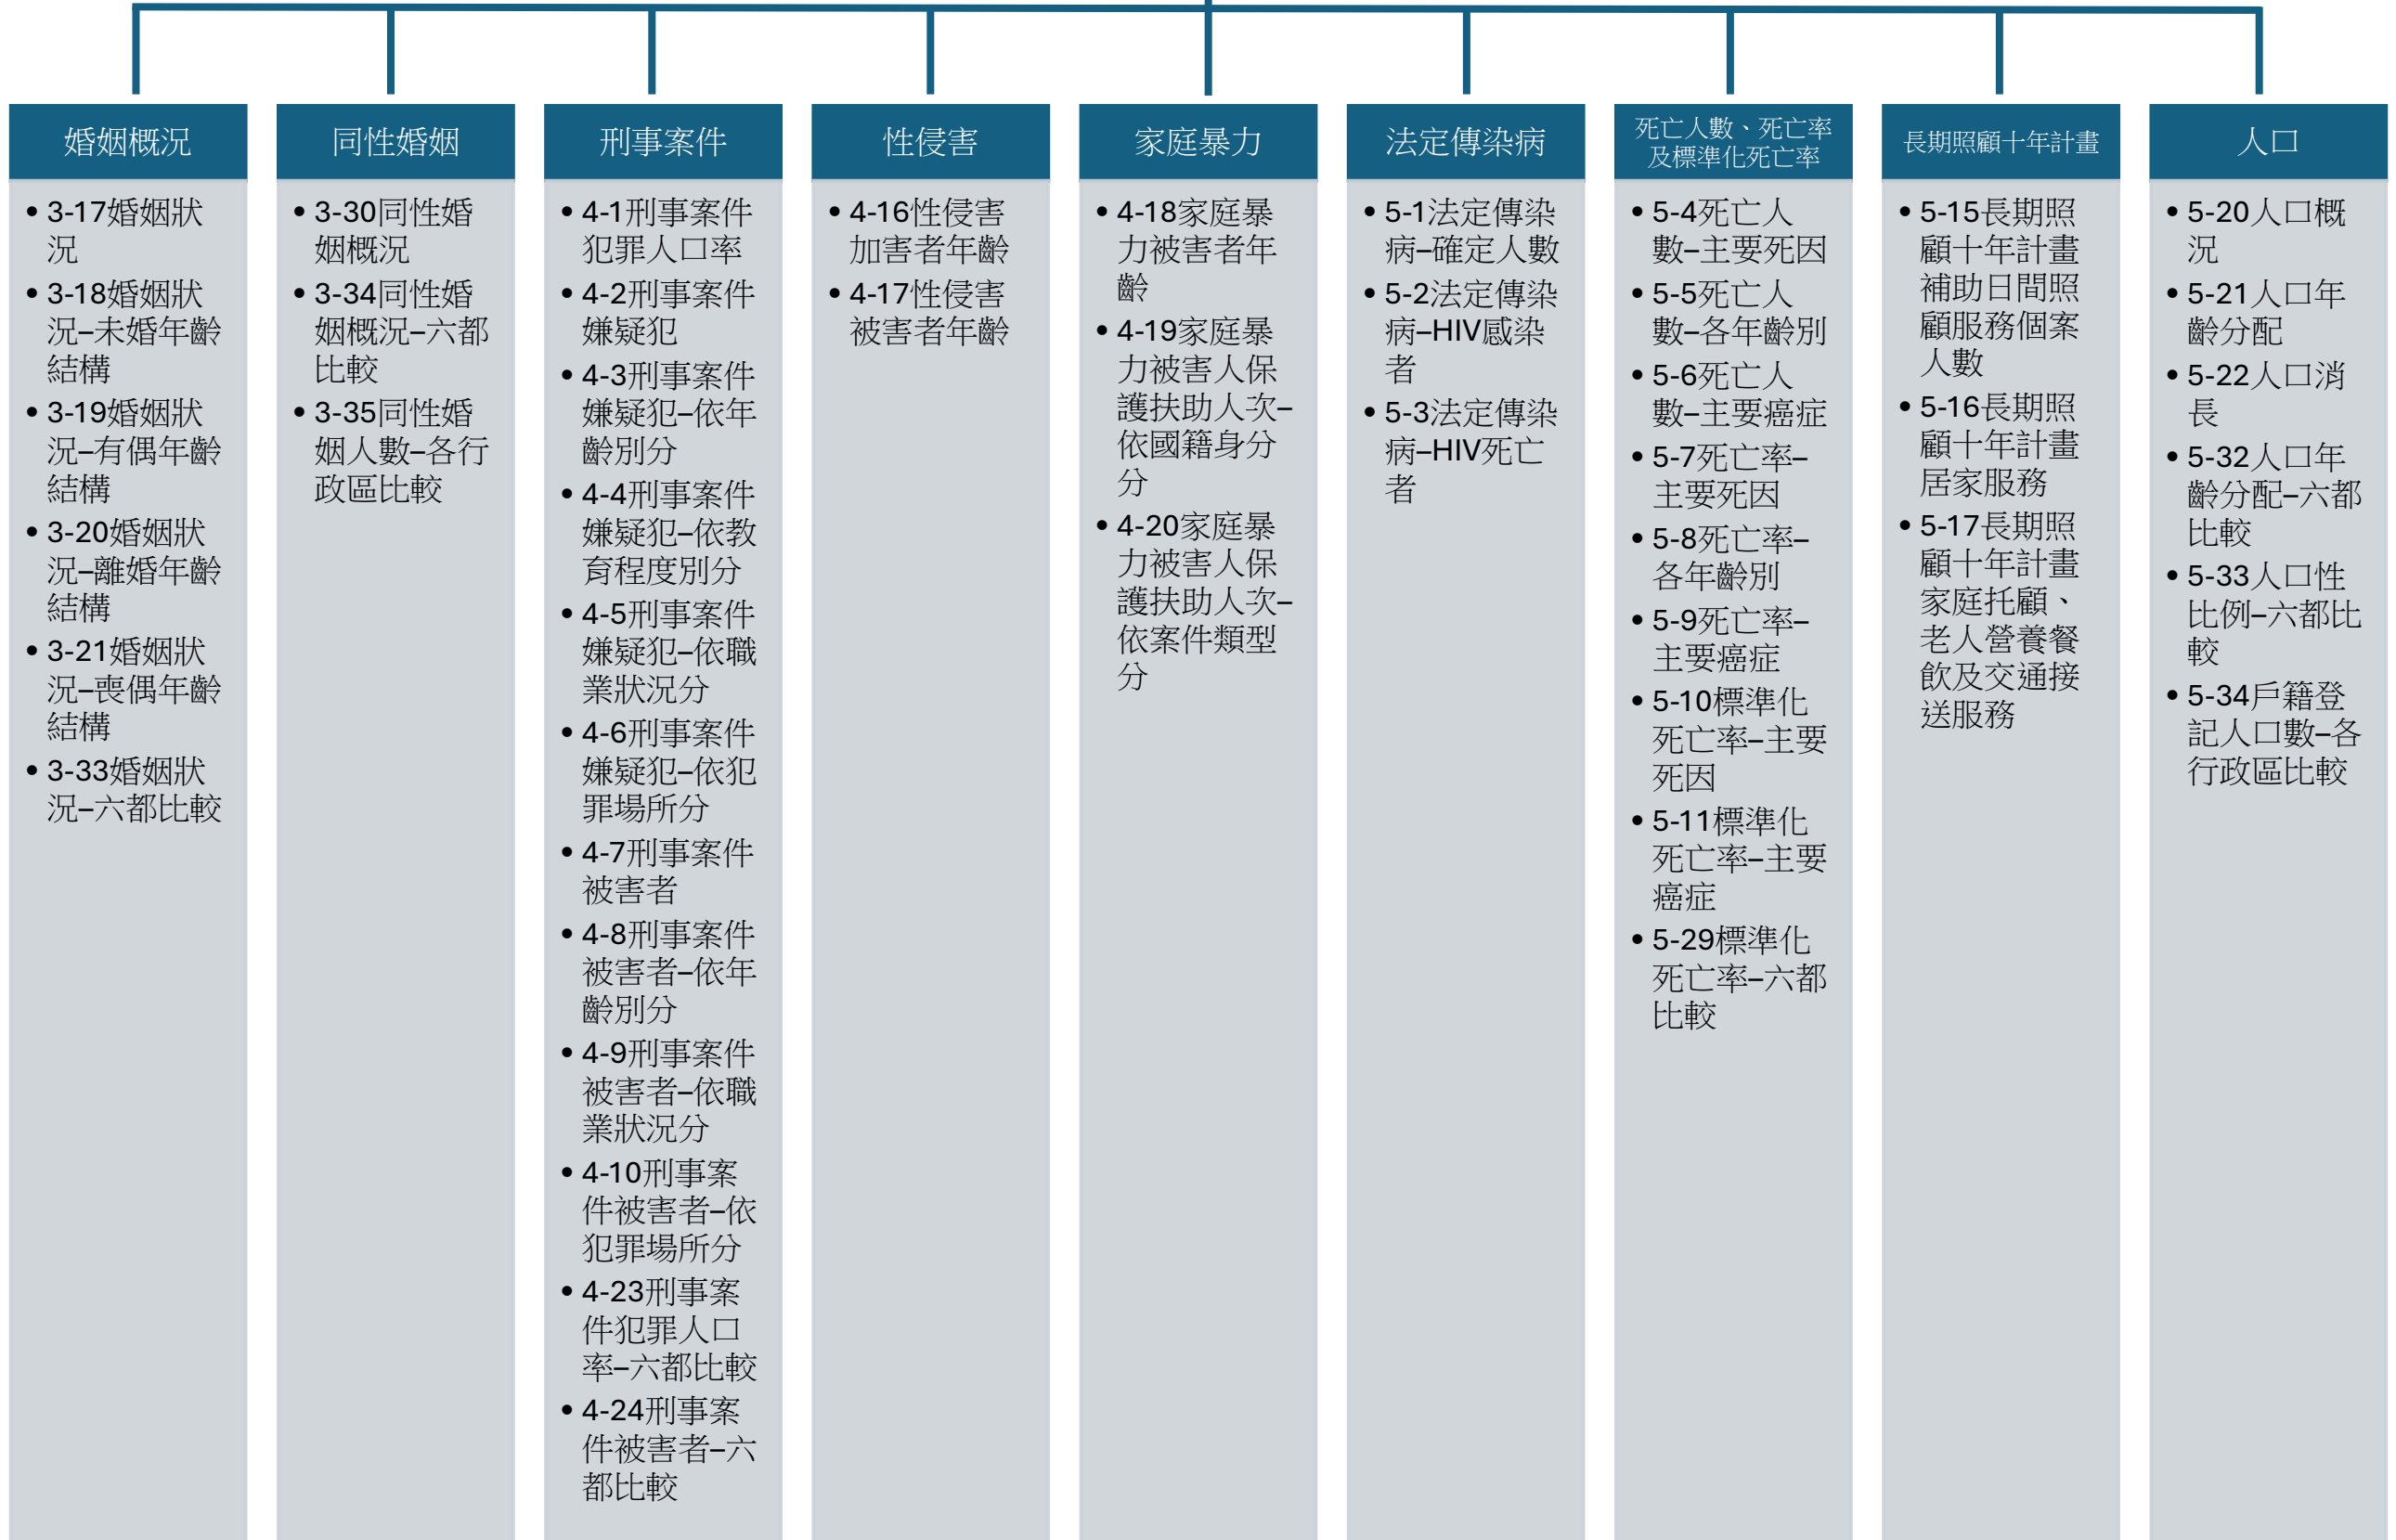 婚姻概況
• 3-17婚姻狀
況
• 3-18婚姻狀
況–未婚年齡
結構
• 3-19婚姻狀
況–有偶年齡
結構
• 3-20婚姻狀
況–離婚年齡
結構
• 3-21婚姻狀
況–喪偶年齡
結構
• 3-33婚姻狀
況–六都比較
同性婚姻
• 3-30同性婚
姻概況
• 3-34同性婚
姻概況–六都
比較
• 3-35同性婚
姻人數–各行
政區比較
刑事案件
• 4-1刑事案件
犯罪人口率
• 4-2刑事案件
嫌疑犯
• 4-3刑事案件
嫌疑犯–依年
齡別分
• 4-4刑事案件
嫌疑犯–依教
育程度別分
• 4-5刑事案件
嫌疑犯–依職
業狀況分
• 4-6刑事案件
嫌疑犯–依犯
罪場所分
• 4-7刑事案件
被害者
• 4-8刑事案件
被害者–依年
齡別分
• 4-9刑事案件
被害者–依職
業狀況分
• 4-10刑事案
件被害者–依
犯罪場所分
• 4-23刑事案
件犯罪人口
率–六都比較
• 4-24刑事案
件被害者–六
都比較
性侵害
• 4-16性侵害
加害者年齡
• 4-17性侵害
被害者年齡
家庭暴力
• 4-18家庭暴
力被害者年
齡
• 4-19家庭暴
力被害人保
護扶助人次–
依國籍身分
分
• 4-20家庭暴
力被害人保
護扶助人次–
依案件類型
分
法定傳染病
• 5-1法定傳染
病–確定人數
• 5-2法定傳染
病–HIV感染
者
• 5-3法定傳染
病–HIV死亡
者
死亡人數、死亡率
及標準化死亡率
• 5-4死亡人
數–主要死因
• 5-5死亡人
數–各年齡別
• 5-6死亡人
數–主要癌症
• 5-7死亡率–
主要死因
• 5-8死亡率–
各年齡別
• 5-9死亡率–
主要癌症
• 5-10標準化
死亡率–主要
死因
• 5-11標準化
死亡率–主要
癌症
• 5-29標準化
死亡率–六都
比較
長期照顧十年計畫
• 5-15長期照
顧十年計畫
補助日間照
顧服務個案
人數
• 5-16長期照
顧十年計畫
居家服務
• 5-17長期照
顧十年計畫
家庭托顧、
老人營養餐
飲及交通接
送服務
人口
• 5-20人口概
況
• 5-21人口年
齡分配
• 5-22人口消
長
• 5-32人口年
齡分配–六都
比較
• 5-33人口性
比例–六都比
較
• 5-34戶籍登
記人口數–各
行政區比較